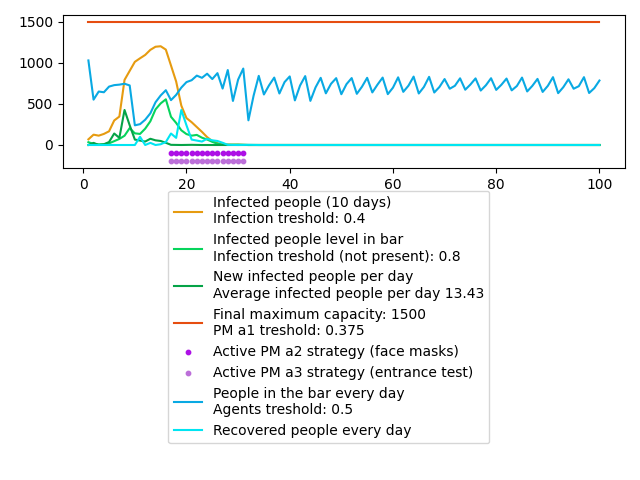 1500
1000
500
0
0 20 40 60 80 100
Infected people (10 days)
Infection treshold: 0.4
Infected people level in bar
Infection treshold (not present): 0.8
New infected people per day
Average infected people per day 13.43
Final maximum capacity: 1500
PM a1 treshold: 0.375
Active PM a2 strategy (face masks)
Active PM a3 strategy (entrance test)
People in the bar every day
Agents treshold: 0.5
Recovered people every day